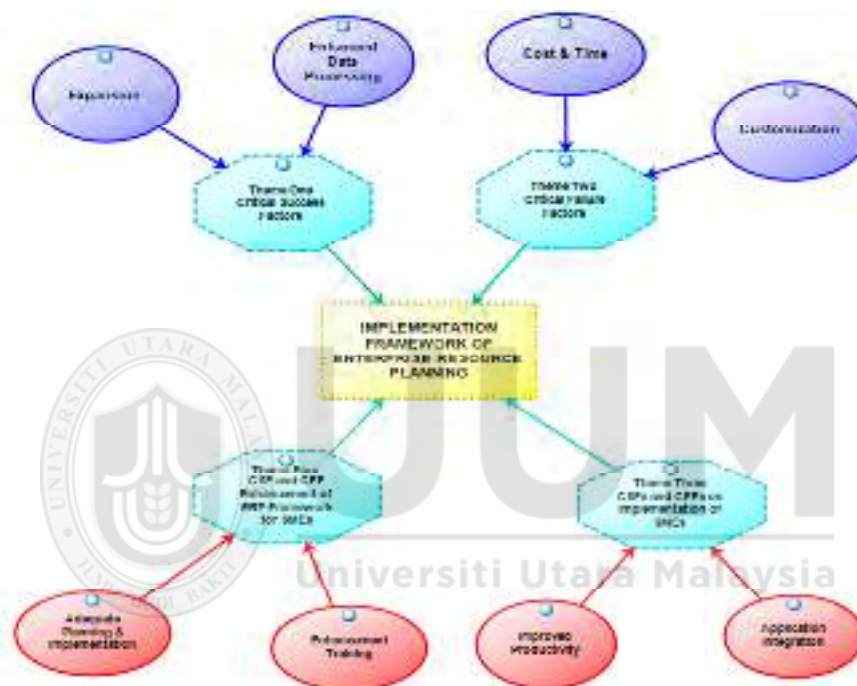 Expansion
Enhanced
Data
Processing
Cost & Time
Customization
Theme One
Critical Success
Factors
Theme Two
Critical Failure
Factors
IMPLEMENTATION
FRAMEWORK OF
ENTERPRISE RESOURCE
PLANNING
UNIVERSITI UTARA
UUM
Universiti Utara Malaysia
Theme
CSF and CFF
Enhancement of
ERP Framework
for SMEs
Theme Three
CSFs and CFFs on
Implementation of
SMEs
Adequate
Planning &
Implementation
Enhancement
Training
Improved
Productivity
Application
Integration